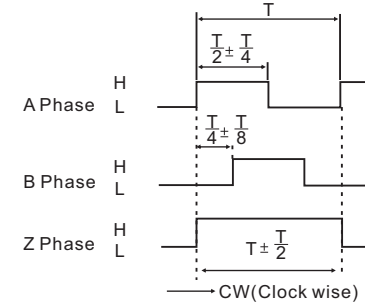 T
T/2 ± T/4
H
A Phase L
T/4 ± T/8
H
B Phase L
H
Z Phase L
T ± T/2
CW(Clock wise)